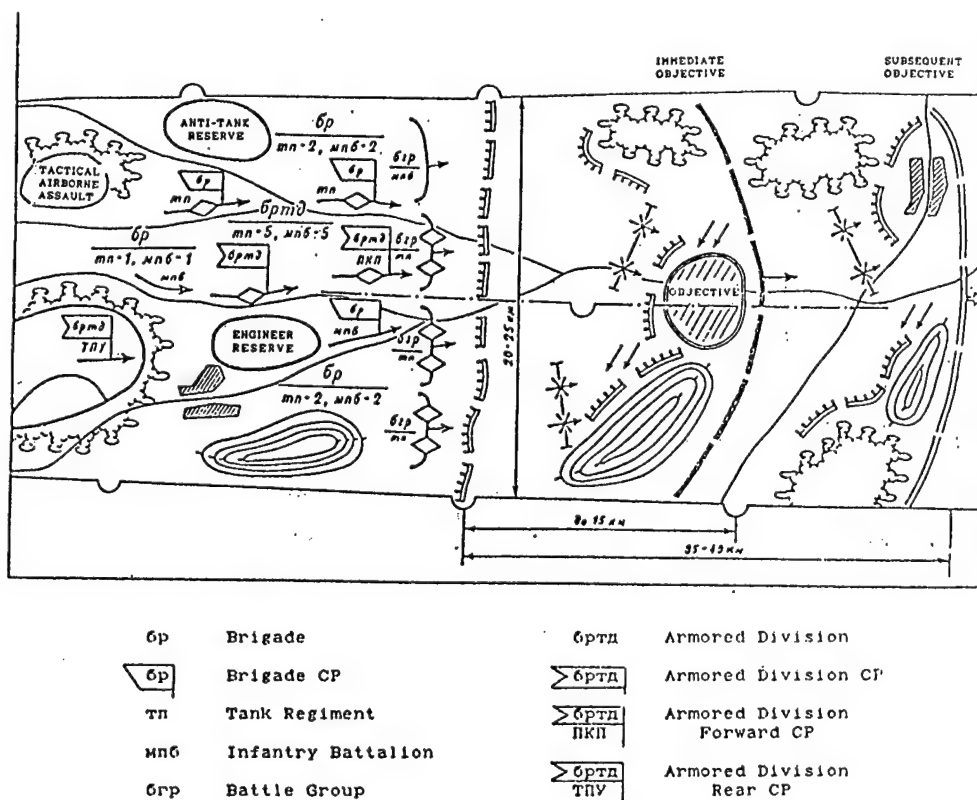 IMMEDIATE
OBJECTIVE
SUBSEQUENT
OBJECTIVE
ANTI-TANK
RESERVE
бр
тп-2, мпб-2
бгр
мпб
TACTICAL
AIRBORNE
ASSAULT
бр
тп
бр
тп
бртд
тп-5, мпб-5
бр
тп-1, мпб-1
мпб
бртд
бртд
ПКП
бгр
тп
OBJECTIVE
бртд
ТПУ
ENGINEER
RESERVE
бр
мпб
бгр
тп
20-25 км
бр
тп-2, мпб-2
бгр
тп
до 15 км
бр Brigade
бр Brigade CP
тп Tank Regiment
мпб Infantry Battalion
бгр Battle Group
бртд Armored Division
бртд Armored Division CP
бртд Armored Division
ПКП Forward CP
бртд Armored Division
ТПУ Rear CP